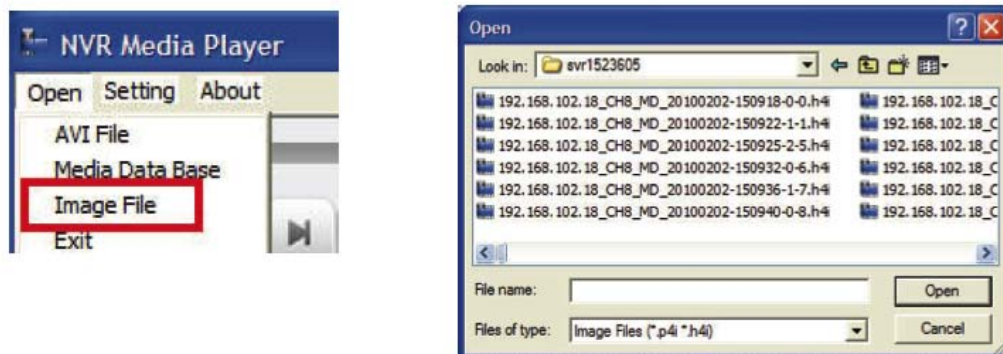 NVR Media Player
Open Setting About
AVI File
Media Data Base
Image File
Exit
Open
Look in: svr1523605
192.168.102.18_CH8_MD_20100202-150918-0-0.h4i 192.168.102.18_C
192.168.102.18_CH8_MD_20100202-150922-1-1.h4i 192.168.102.18_C
192.168.102.18_CH8_MD_20100202-150925-2-5.h4i 192.168.102.18_C
192.168.102.18_CH8_MD_20100202-150932-0-6.h4i 192.168.102.18_C
192.168.102.18_CH8_MD_20100202-150936-1-7.h4i 192.168.102.18_C
192.168.102.18_CH8_MD_20100202-150940-0-8.h4i 192.168.102.18_C
File name: Open
Files of type: Image Files (*.p4i *.h4i) Cancel